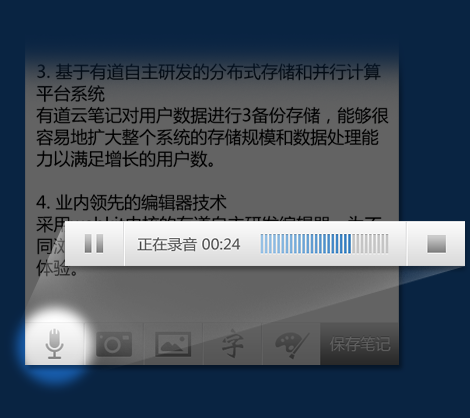 3. 基于有道自主研发的分布式存储和并行计算
平台系统
有道云笔记对用户数据进行3备份存储，能够很
容易地扩大整个系统的存储规模和数据处理能
力以满足增长的用户数。
4. 业内领先的编辑器技术
采用
正在录音 00:24
同
体验。
字
保存笔记